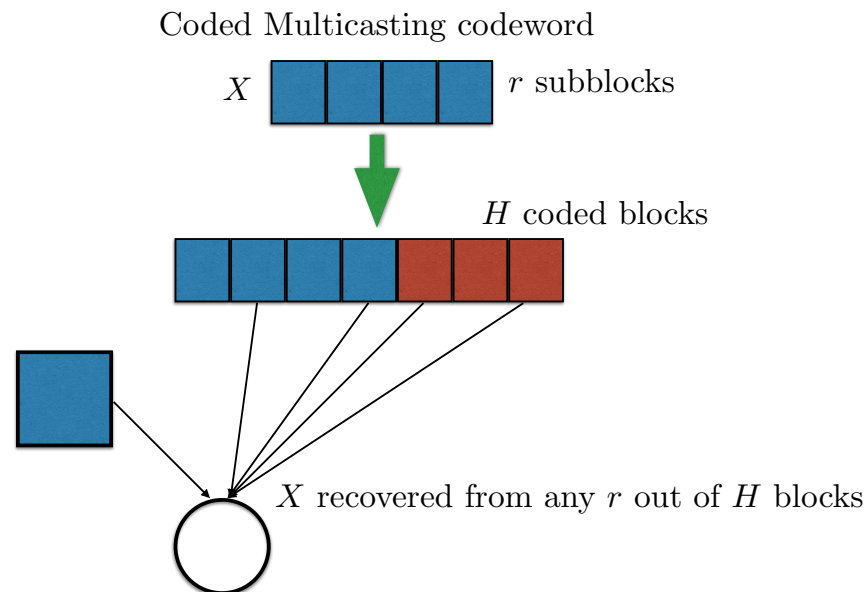 Coded Multicasting codeword
X
r subblocks
H coded blocks
X recovered from any r out of H blocks